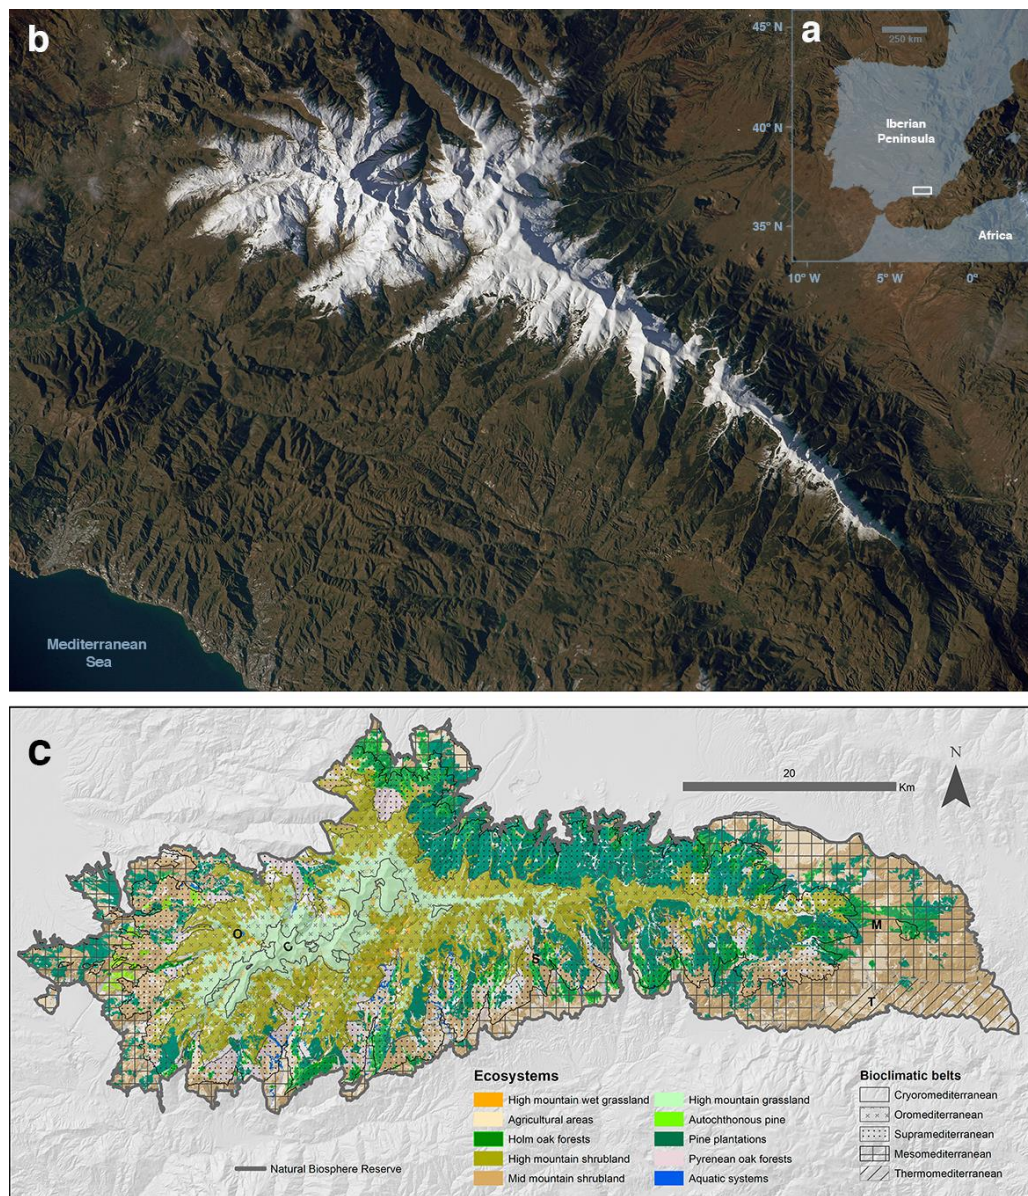 b
a
45° N
250 km
40° N
Iberian
Peninsula
35° N
Africa
10° W
5° W
0°
Mediterranean
Sea
c
N
20
Km
O
C
S
M
T
Ecosystems
High mountain wet grassland
Agricultural areas
Holm oak forests
High mountain shrubland
Mid mountain shrubland
High mountain grassland
Autochthonous pine
Pine plantations
Pyrenean oak forests
Aquatic systems
Bioclimatic belts
Cryoromediterranean
Oromediterranean
Supramediterranean
Mesomediterranean
Thermomediterranean
Natural Biosphere Reserve